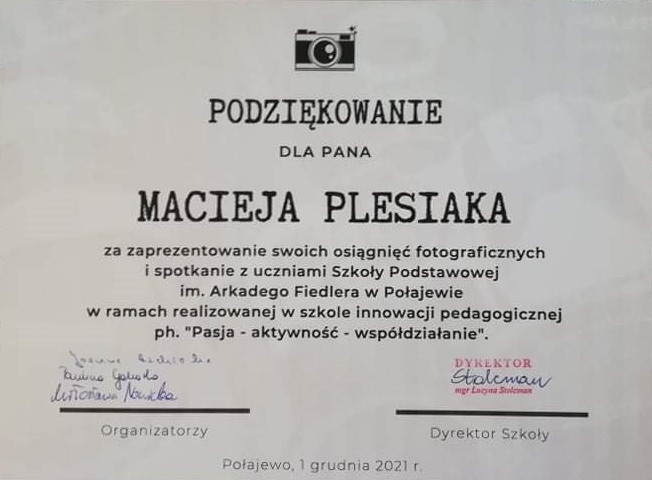 PODZIĘKOWANIE
DLA PANA
MACIEJA PLESIAKA
za zaprezentowanie swoich osiągnięć fotograficznych
i spotkanie z uczniami Szkoły Podstawowej
im. Arkadego Fiedlera w Połajewie
w ramach realizowanej w szkole innowacji pedagogicznej
ph. "Pasja - aktywność - współdziałanie".
DYREKTOR
Stolcman
mgr Lucyna Stolcman
Organizatorzy
Dyrektor Szkoły
Połajewo, 1 grudnia 2021 r.